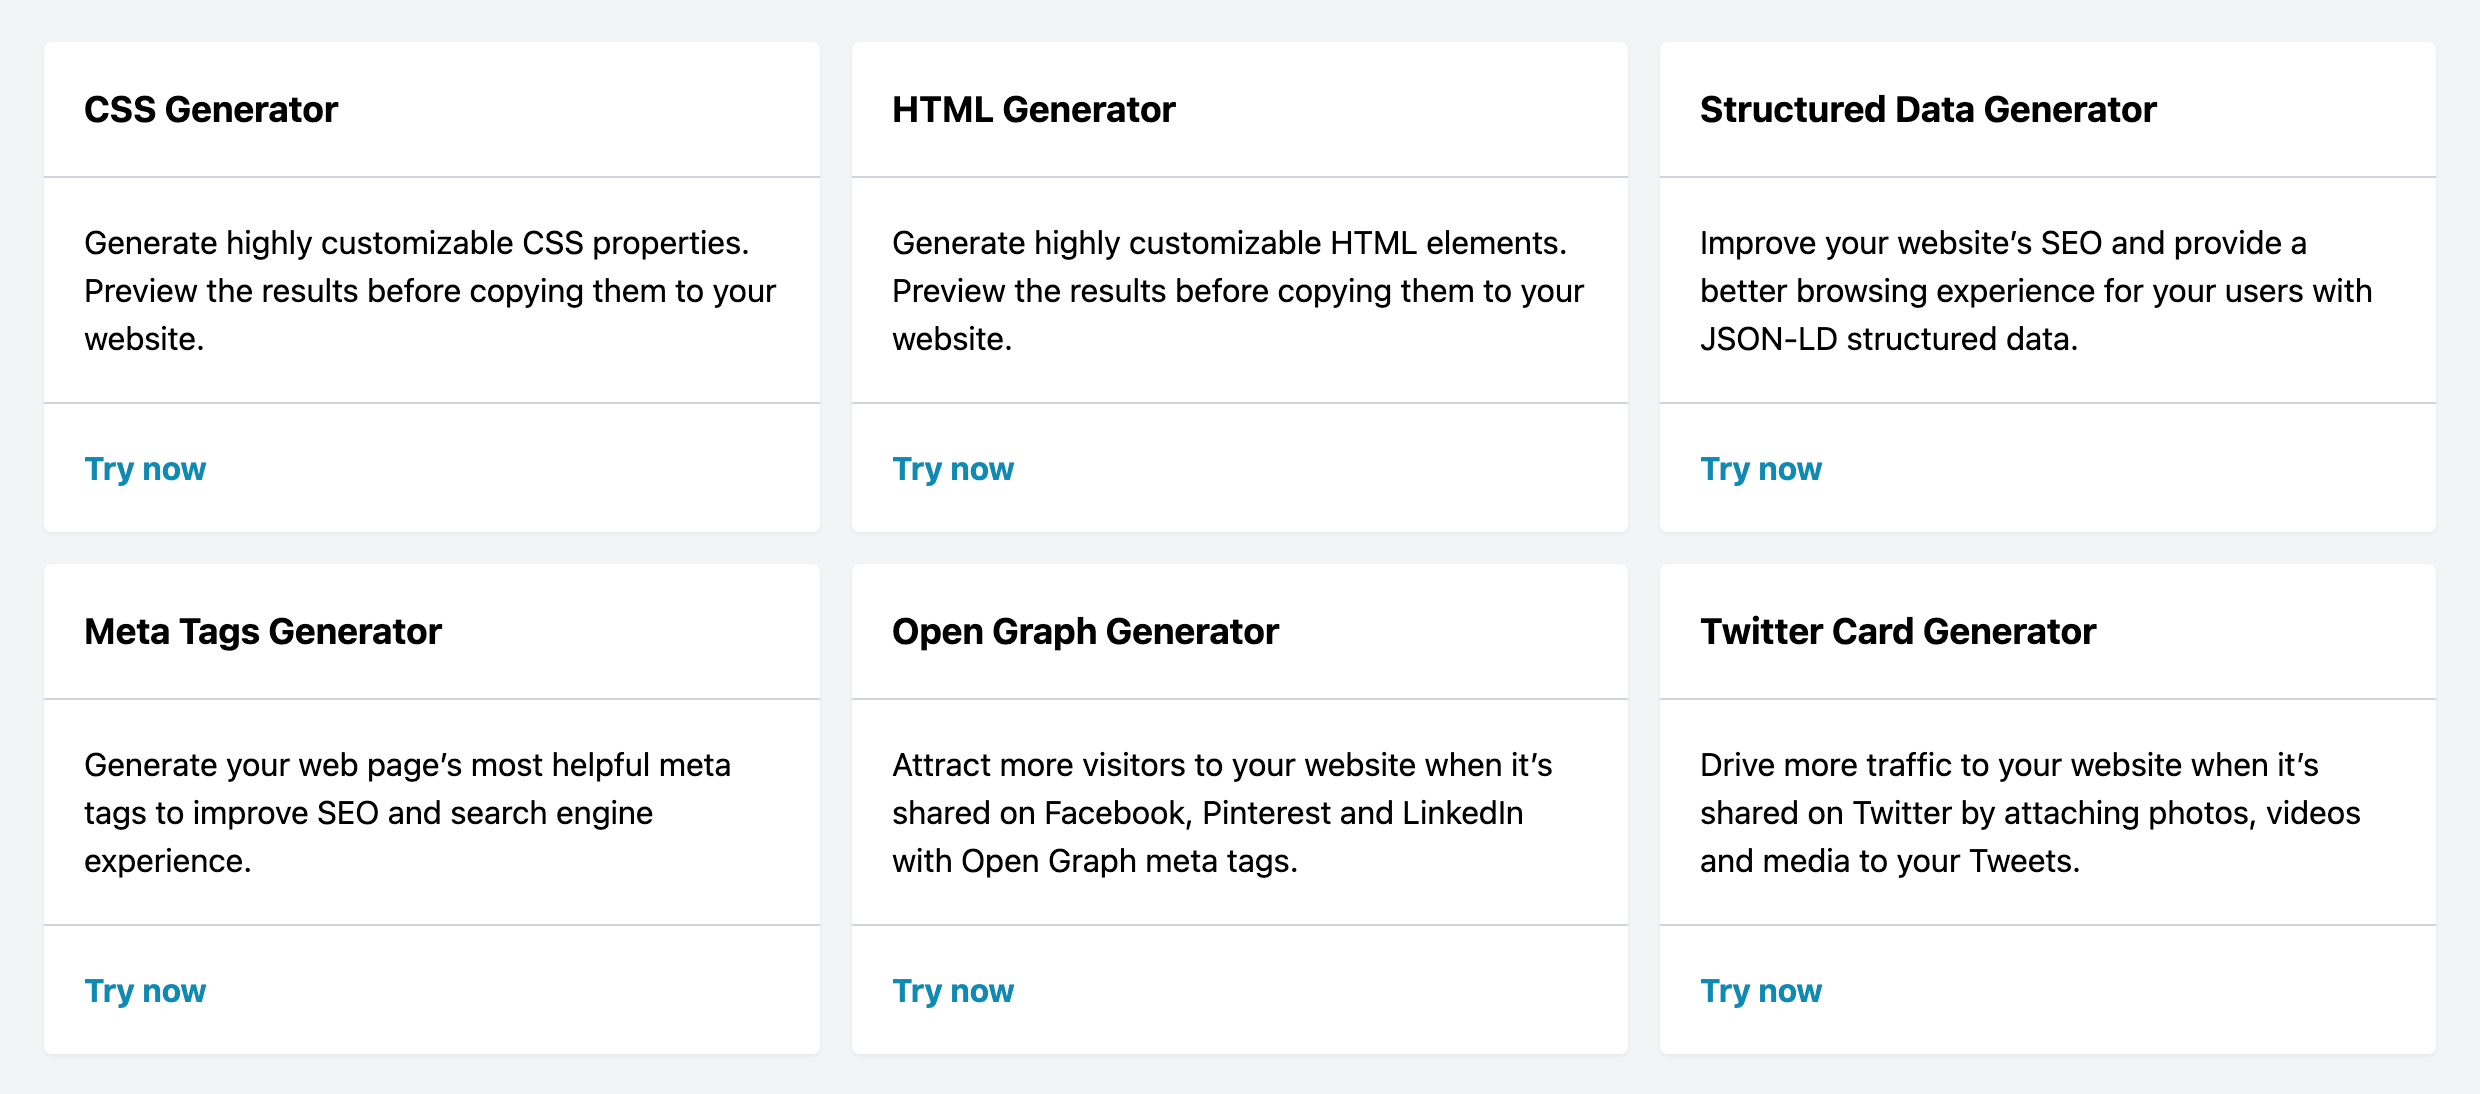 CSS Generator
Generate highly customizable CSS properties.
Preview the results before copying them to your
website.
Try now
HTML Generator
Generate highly customizable HTML elements.
Preview the results before copying them to your
website.
Try now
Structured Data Generator
Improve your website’s SEO and provide a
better browsing experience for your users with
JSON-LD structured data.
Try now
Meta Tags Generator
Generate your web page’s most helpful meta
tags to improve SEO and search engine
experience.
Try now
Open Graph Generator
Attract more visitors to your website when it’s
shared on Facebook, Pinterest and LinkedIn
with Open Graph meta tags.
Try now
Twitter Card Generator
Drive more traffic to your website when it’s
shared on Twitter by attaching photos, videos
and media to your Tweets.
Try now